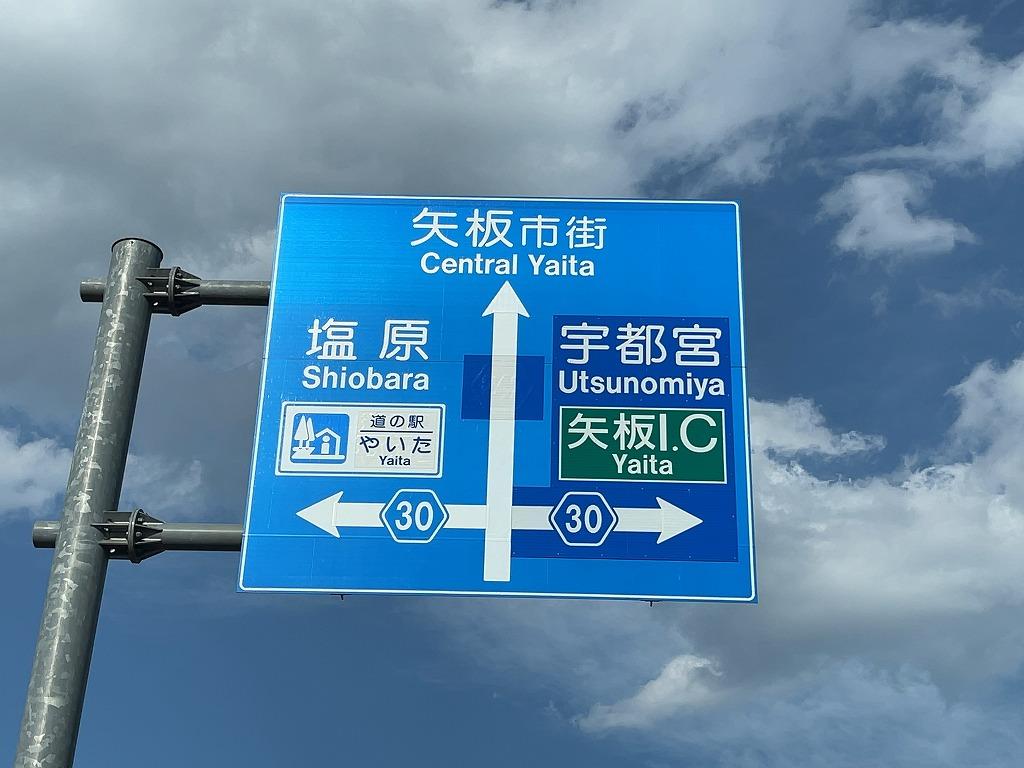 矢板市街
Central Yaita
塩原
Shiobara
道の駅
やいた
Yaita
30
宇都宮
Utsunomiya
矢板I.C
Yaita
30